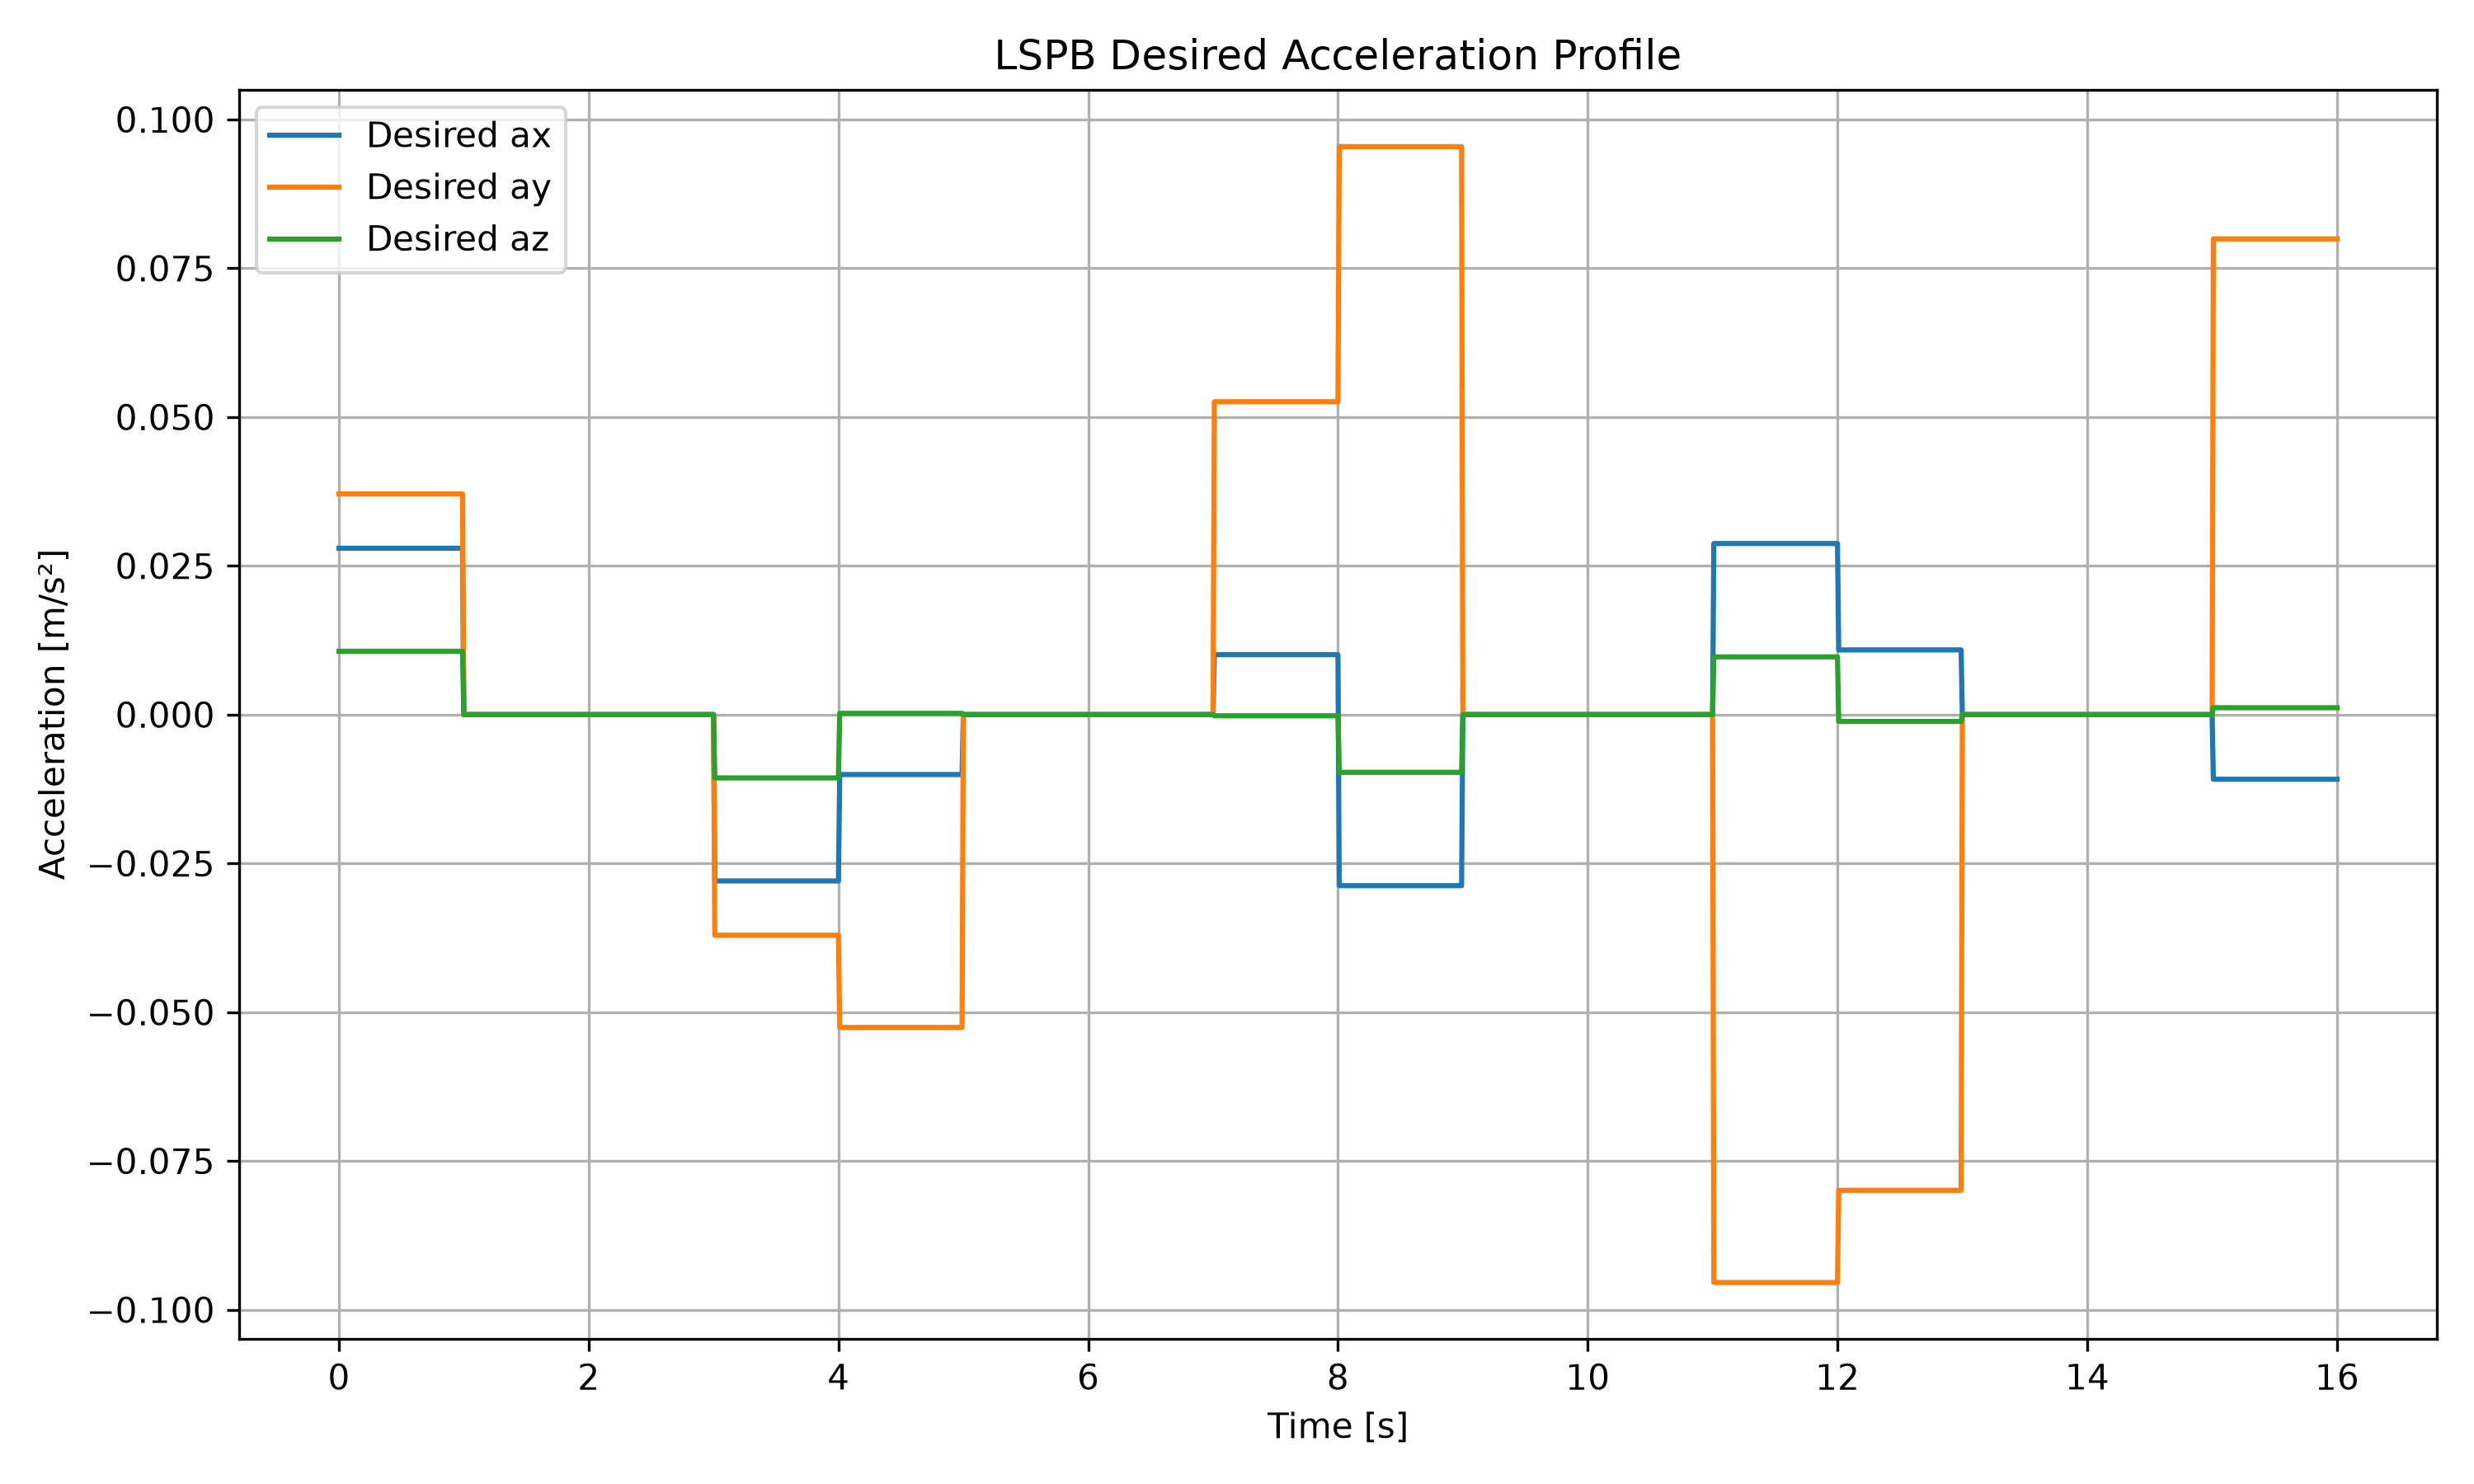 LSPB Desired Acceleration Profile
Desired ax
Desired ay
Desired az
Acceleration [m/s²]
0.100
0.075
0.050
0.025
0.000
−0.025
−0.050
−0.075
−0.100
0 2 4 6 8 10 12 14 16
Time [s]